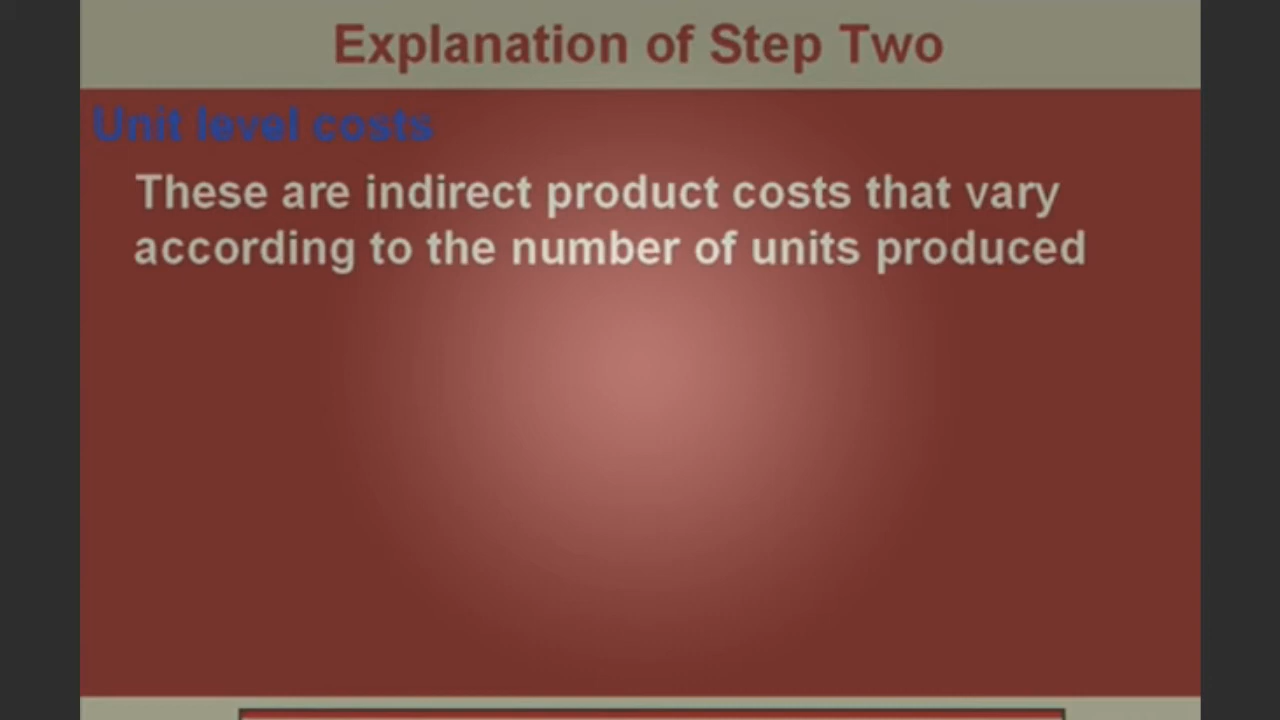 Explanation of Step Two
Unit level costs
These are indirect product costs that vary
according to the number of units produced